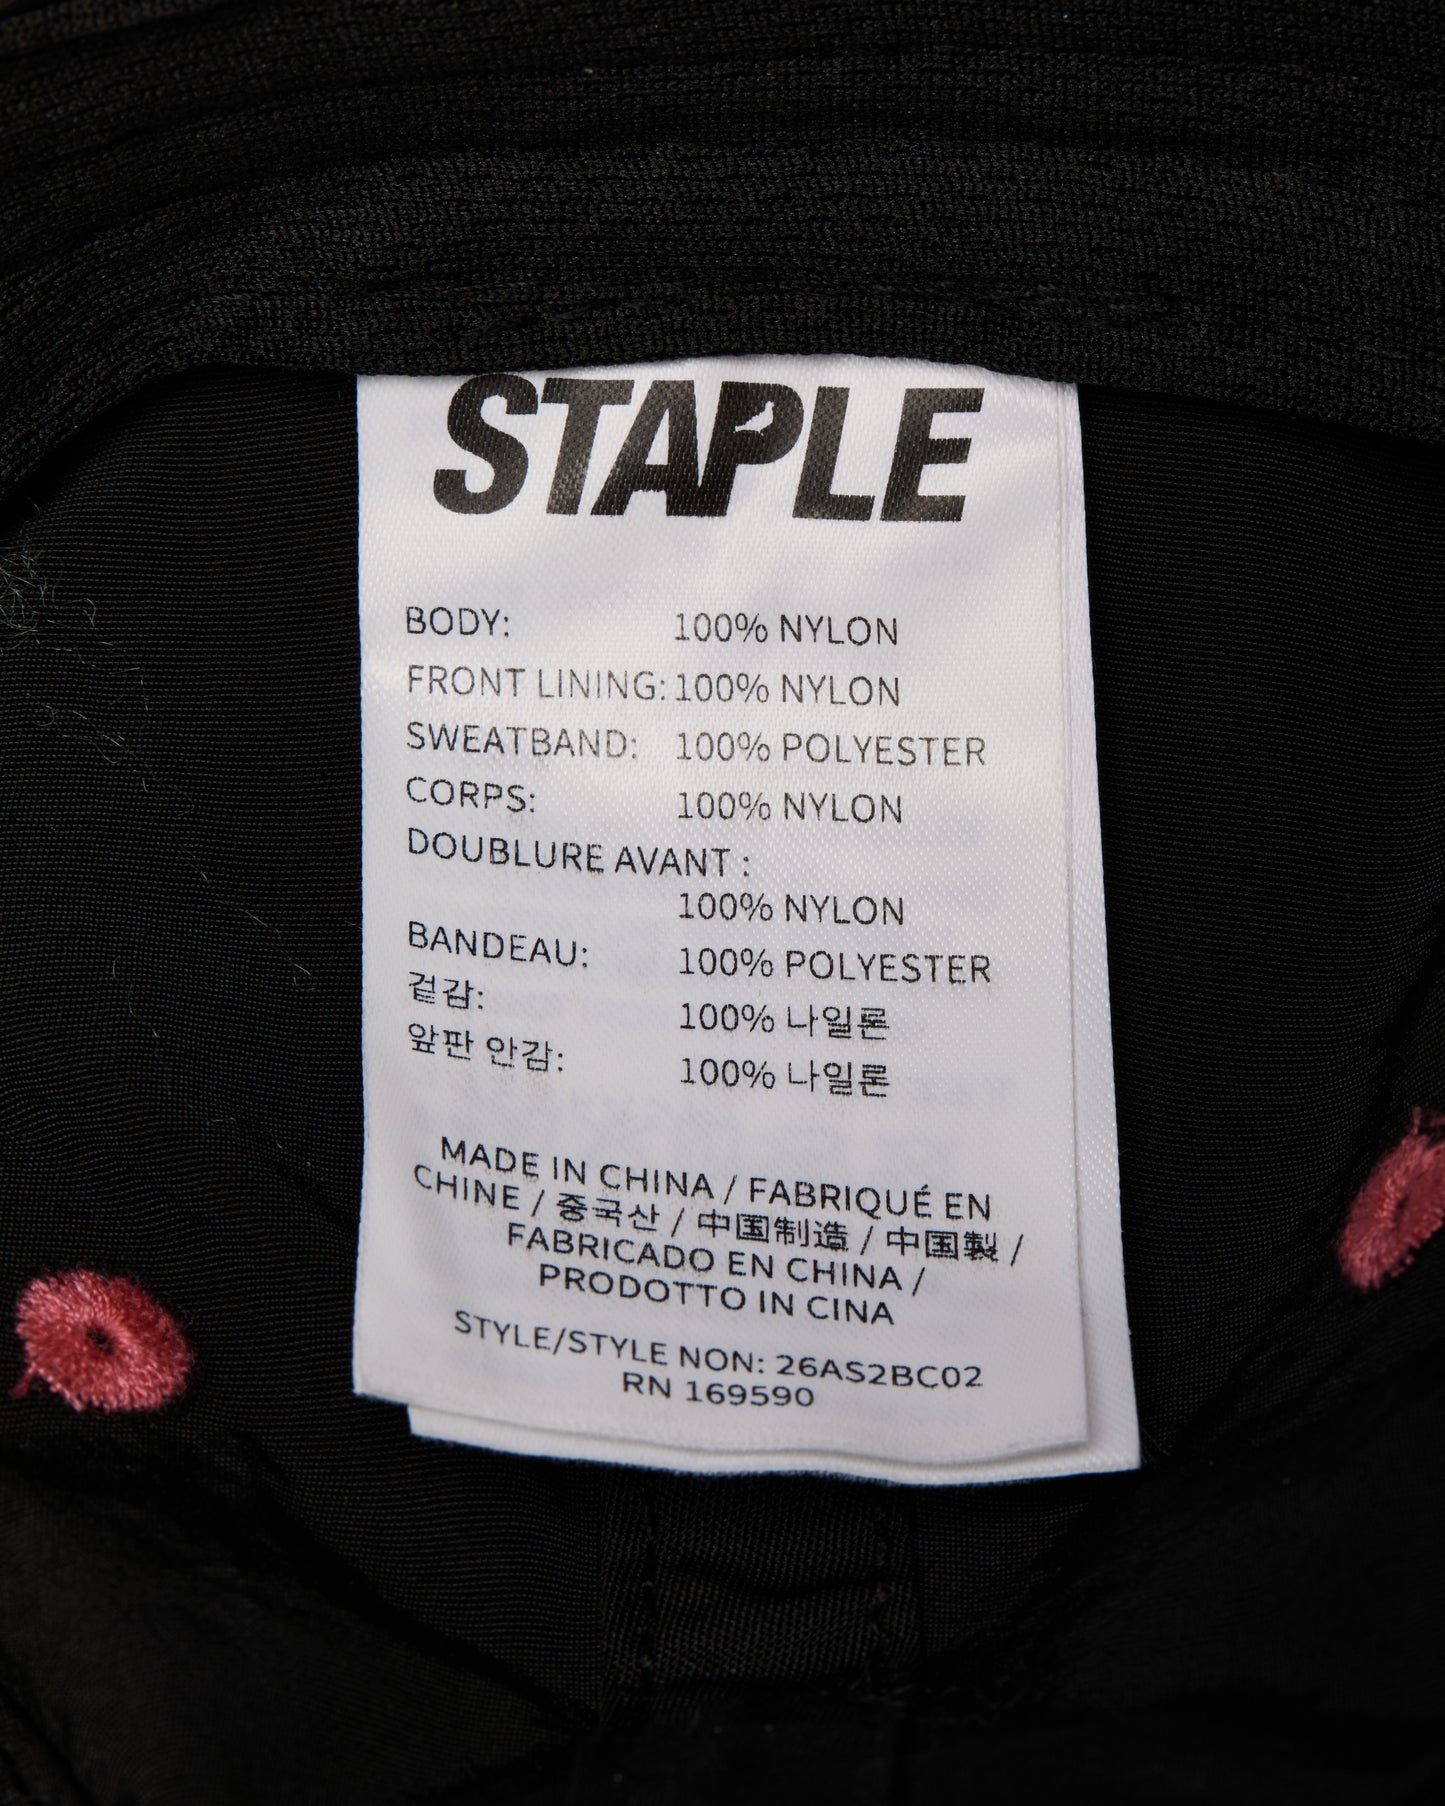 STAPLE
BODY: 100% NYLON
FRONT LINING: 100% NYLON
SWEATBAND: 100% POLYESTER
CORPS: 100% NYLON
DOUBLURE AVANT :
100% NYLON
BANDEAU: 100% POLYESTER
겉감: 100% 나일론
앞판 안감: 100% 나일론
MADE IN CHINA / FABRIQUÉ EN
CHINE / 중국산 / 中国制造 / 中国製 /
FABRICADO EN CHINA /
PRODOTTO IN CINA
STYLE/STYLE NON: 26AS2BC02
RN 169590